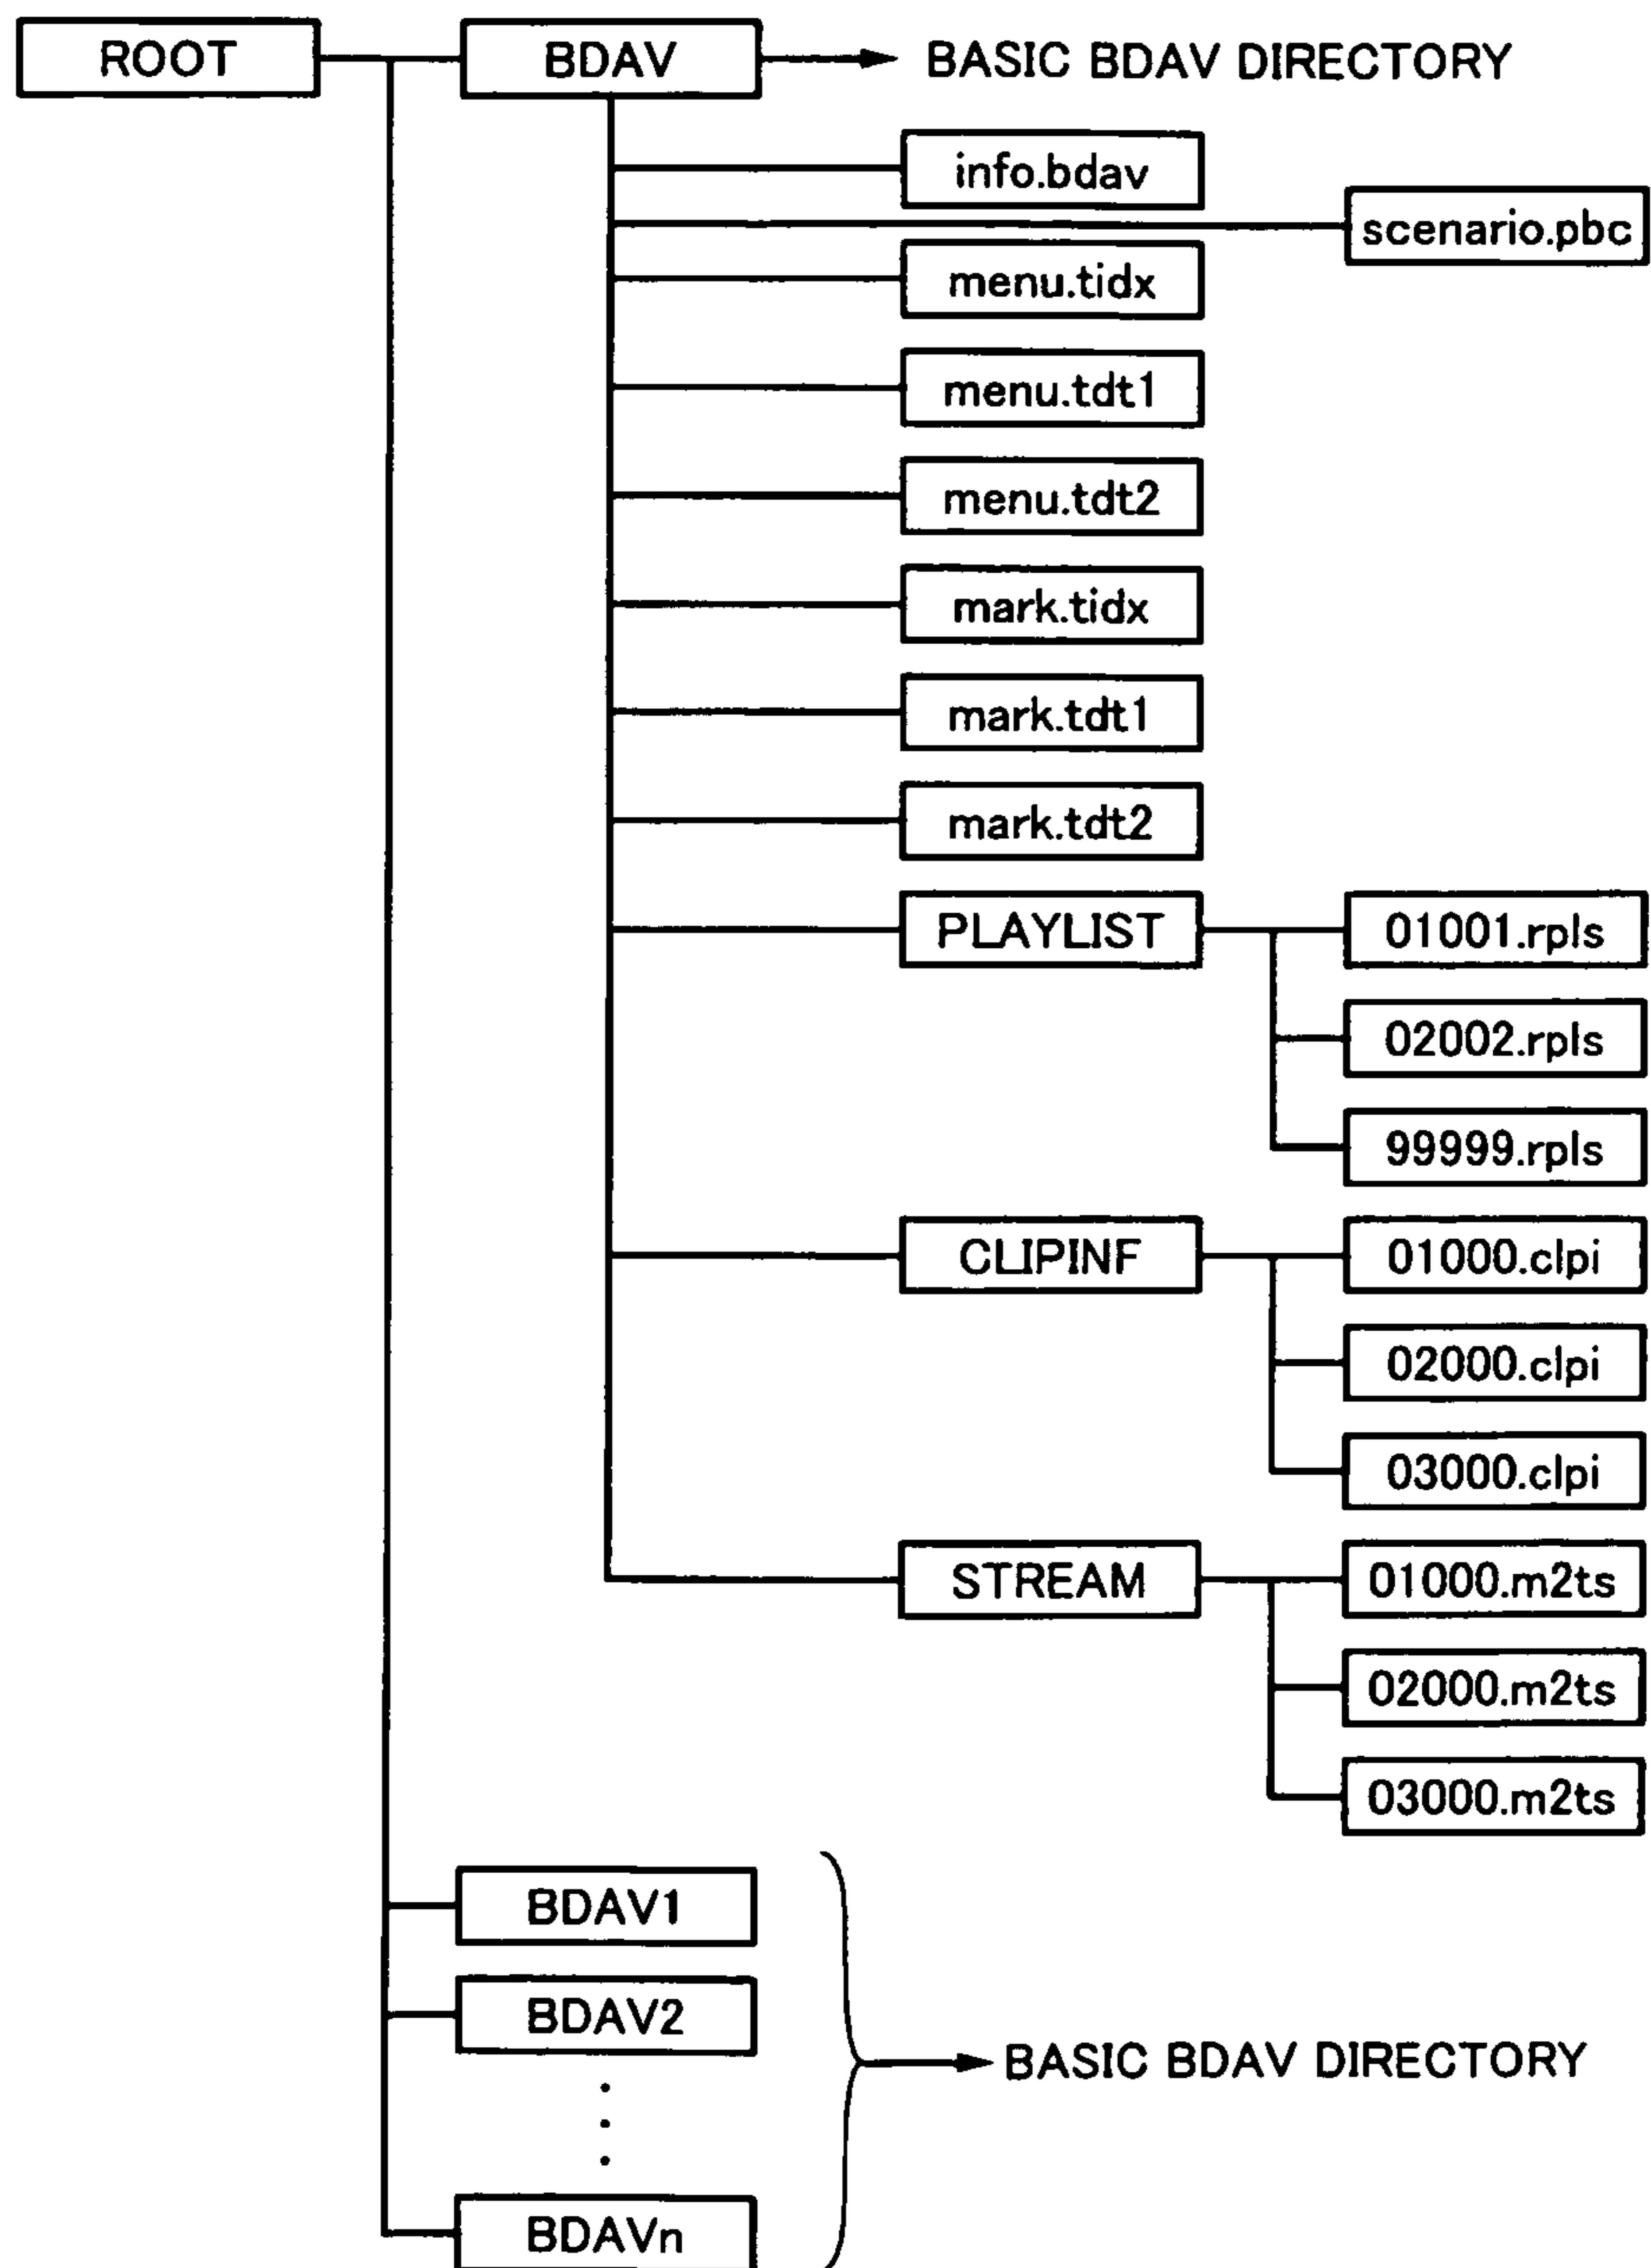 ROOT
BDAV
BASIC BDAV DIRECTORY
info.bdav
scenario.pbc
menu.tidx
menu.tdt1
menu.tdt2
mark.tidx
mark.tdt1
mark.tdt2
PLAYLIST
01001.rpls
02002.rpls
99999.rpls
CLIPINF
01000.clpi
02000.clpi
03000.clpi
STREAM
01000.m2ts
02000.m2ts
03000.m2ts
BDAV1
BDAV2
BASIC BDAV DIRECTORY
BDAVn